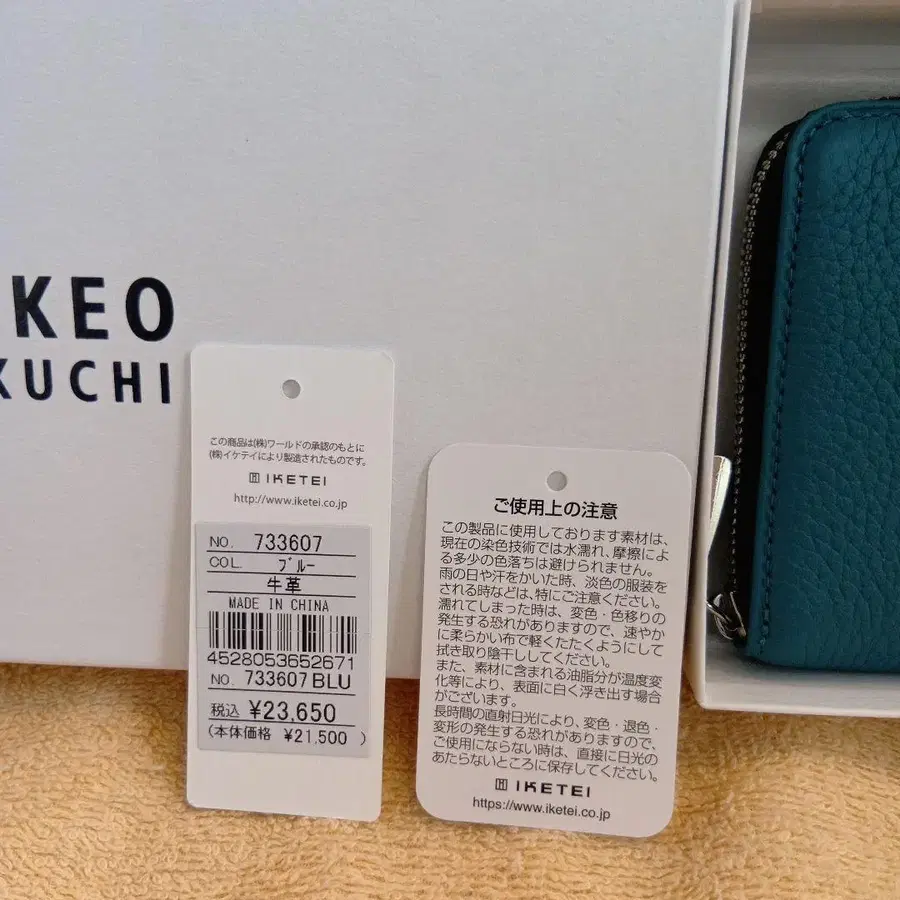 KEO
KUCHI
この商品は(株)ワールドの承認のもとに
(株)イケテイにより製造されたものです。
IKETEI
http://www.iketei.co.jp
NO. 733607
COL. ブルー
牛革
MADE IN CHINA
4528053652671
NO. 733607BLU
税込 ¥23,650
(本体価格 ¥21,500 )
ご使用上の注意
この製品に使用しております素材は、
現在の染色技術では水濡れ、摩擦によ
る多少の色落ちは避けられません。
雨の日や汗をかいた時、淡色の服装を
される時などは、特にご注意ください。
濡れてしまった時は、変色・色移りの
発生する恐れがありますので、速やか
に柔らかい布で軽くたたくようにして
拭き取り陰干ししてください。
また、素材に含まれる油脂分が温度変
化等により、表面に白く浮き出す場合
がございます。
長時間の直射日光により、変色・退色・
変形の発生する恐れがありますので、
ご使用にならない時は、直接に日光の
あたらないところに保存してください。
IKETEI
https://www.iketei.co.jp